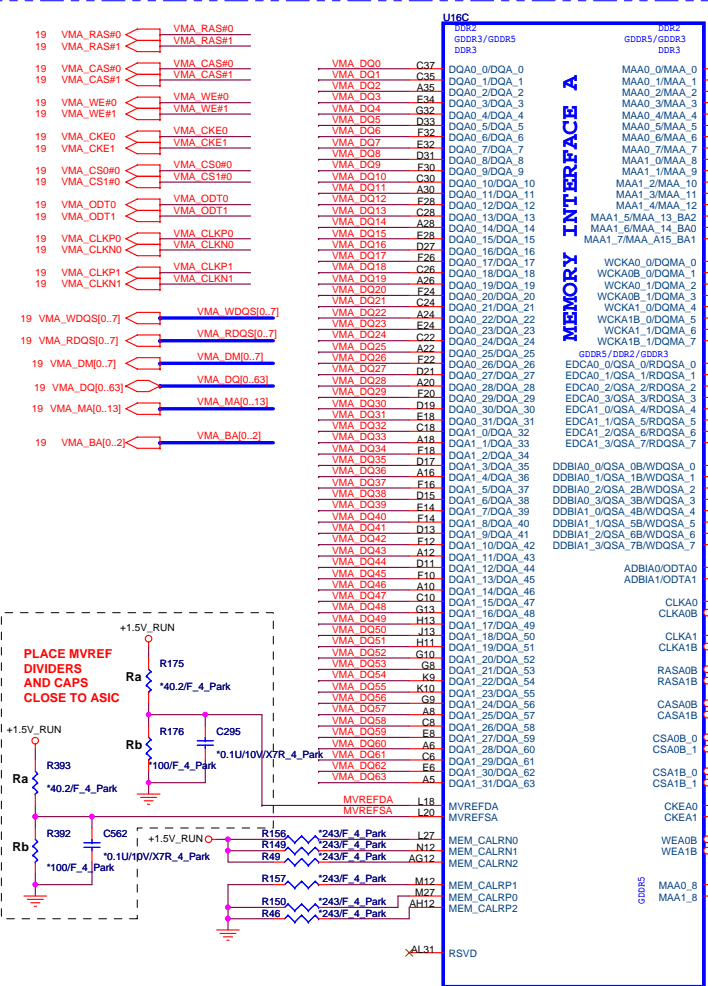 U16C
DDR2
GDDR3/GDDR5
DDR3
DDR2
GDDR5/GDDR3
DDR3
MEMORY INTERFACE A
19 VMA_RAS#0 VMA_RAS#0
19 VMA_RAS#1 VMA_RAS#1
19 VMA_CAS#0 VMA_CAS#0
19 VMA_CAS#1 VMA_CAS#1
19 VMA_WE#0 VMA_WE#0
19 VMA_WE#1 VMA_WE#1
19 VMA_CKE0 VMA_CKE0
19 VMA_CKE1 VMA_CKE1
19 VMA_CS0#0 VMA_CS0#0
19 VMA_CS1#0 VMA_CS1#0
19 VMA_ODT0 VMA_ODT0
19 VMA_ODT1 VMA_ODT1
19 VMA_CLKP0 VMA_CLKP0
19 VMA_CLKN0 VMA_CLKN0
19 VMA_CLKP1 VMA_CLKP1
19 VMA_CLKN1 VMA_CLKN1
19 VMA_WDQS[0..7] VMA_WDQS[0..7]
19 VMA_RDQS[0..7] VMA_RDQS[0..7]
19 VMA_DM[0..7] VMA_DM[0..7]
19 VMA_DQ[0..63] VMA_DQ[0..63]
19 VMA_MA[0..13] VMA_MA[0..13]
19 VMA_BA[0..2] VMA_BA[0..2]
VMA_DQ0 C37 DQA0_0/DQA_0
VMA_DQ1 C35 DQA0_1/DQA_1
VMA_DQ2 A35 DQA0_2/DQA_2
VMA_DQ3 E34 DQA0_3/DQA_3
VMA_DQ4 G32 DQA0_4/DQA_4
VMA_DQ5 D33 DQA0_5/DQA_5
VMA_DQ6 F32 DQA0_6/DQA_6
VMA_DQ7 E32 DQA0_7/DQA_7
VMA_DQ8 D31 DQA0_8/DQA_8
VMA_DQ9 F30 DQA0_9/DQA_9
VMA_DQ10 C30 DQA0_10/DQA_10
VMA_DQ11 A30 DQA0_11/DQA_11
VMA_DQ12 F28 DQA0_12/DQA_12
VMA_DQ13 C28 DQA0_13/DQA_13
VMA_DQ14 A28 DQA0_14/DQA_14
VMA_DQ15 E28 DQA0_15/DQA_15
VMA_DQ16 D27 DQA0_16/DQA_16
VMA_DQ17 F26 DQA0_17/DQA_17
VMA_DQ18 C26 DQA0_18/DQA_18
VMA_DQ19 A26 DQA0_19/DQA_19
VMA_DQ20 F24 DQA0_20/DQA_20
VMA_DQ21 C24 DQA0_21/DQA_21
VMA_DQ22 A24 DQA0_22/DQA_22
VMA_DQ23 E24 DQA0_23/DQA_23
VMA_DQ24 C22 DQA0_24/DQA_24
VMA_DQ25 A22 DQA0_25/DQA_25
VMA_DQ26 F22 DQA0_26/DQA_26
VMA_DQ27 D21 DQA0_27/DQA_27
VMA_DQ28 A20 DQA0_28/DQA_28
VMA_DQ29 F20 DQA0_29/DQA_29
VMA_DQ30 D19 DQA0_30/DQA_30
VMA_DQ31 E18 DQA0_31/DQA_31
VMA_DQ32 C18 DQA1_0/DQA_32
VMA_DQ33 A18 DQA1_1/DQA_33
VMA_DQ34 F18 DQA1_2/DQA_34
VMA_DQ35 D17 DQA1_3/DQA_35
VMA_DQ36 A16 DQA1_4/DQA_36
VMA_DQ37 F16 DQA1_5/DQA_37
VMA_DQ38 D15 DQA1_6/DQA_38
VMA_DQ39 E14 DQA1_7/DQA_39
VMA_DQ40 F14 DQA1_8/DQA_40
VMA_DQ41 D13 DQA1_9/DQA_41
VMA_DQ42 F12 DQA1_10/DQA_42
VMA_DQ43 A12 DQA1_11/DQA_43
VMA_DQ44 D11 DQA1_12/DQA_44
VMA_DQ45 F10 DQA1_13/DQA_45
VMA_DQ46 A10 DQA1_14/DQA_46
VMA_DQ47 C10 DQA1_15/DQA_47
VMA_DQ48 G13 DQA1_16/DQA_48
VMA_DQ49 H13 DQA1_17/DQA_49
VMA_DQ50 J13 DQA1_18/DQA_50
VMA_DQ51 H11 DQA1_19/DQA_51
VMA_DQ52 G10 DQA1_20/DQA_52
VMA_DQ53 G8 DQA1_21/DQA_53
VMA_DQ54 K9 DQA1_22/DQA_54
VMA_DQ55 K10 DQA1_23/DQA_55
VMA_DQ56 G9 DQA1_24/DQA_56
VMA_DQ57 A8 DQA1_25/DQA_57
VMA_DQ58 C8 DQA1_26/DQA_58
VMA_DQ59 E8 DQA1_27/DQA_59
VMA_DQ60 A6 DQA1_28/DQA_60
VMA_DQ61 C6 DQA1_29/DQA_61
VMA_DQ62 E6 DQA1_30/DQA_62
VMA_DQ63 A5 DQA1_31/DQA_63
MVREFDA L18 MVREFDA
MVREFSA L20 MVREFSA
R156 *243/F_4_Park L27 MEM_CALRN0
R149 *243/F_4_Park N12 MEM_CALRN1
R49 *243/F_4_Park AG12 MEM_CALRN2
R157 *243/F_4_Park M12 MEM_CALRP1
R150 *243/F_4_Park M27 MEM_CALRP0
R46 *243/F_4_Park AH12 MEM_CALRP2
AL31 RSVD
MAA0_0/MAA_0
MAA0_1/MAA_1
MAA0_2/MAA_2
MAA0_3/MAA_3
MAA0_4/MAA_4
MAA0_5/MAA_5
MAA0_6/MAA_6
MAA0_7/MAA_7
MAA1_0/MAA_8
MAA1_1/MAA_9
MAA1_2/MAA_10
MAA1_3/MAA_11
MAA1_4/MAA_12
MAA1_5/MAA_13_BA2
MAA1_6/MAA_14_BA0
MAA1_7/MAA_A15_BA1
WCKA0_0/DQMA_0
WCKA0B_0/DQMA_1
WCKA0_1/DQMA_2
WCKA0B_1/DQMA_3
WCKA1_0/DQMA_4
WCKA1B_0/DQMA_5
WCKA1_1/DQMA_6
WCKA1B_1/DQMA_7
GDDR5/DDR2/GDDR3
EDCA0_0/QSA_0/RDQSA_0
EDCA0_1/QSA_1/RDQSA_1
EDCA0_2/QSA_2/RDQSA_2
EDCA0_3/QSA_3/RDQSA_3
EDCA1_0/QSA_4/RDQSA_4
EDCA1_1/QSA_5/RDQSA_5
EDCA1_2/QSA_6/RDQSA_6
EDCA1_3/QSA_7/RDQSA_7
DDBIA0_0/QSA_0B/WDQSA_0
DDBIA0_1/QSA_1B/WDQSA_1
DDBIA0_2/QSA_2B/WDQSA_2
DDBIA0_3/QSA_3B/WDQSA_3
DDBIA1_0/QSA_4B/WDQSA_4
DDBIA1_1/QSA_5B/WDQSA_5
DDBIA1_2/QSA_6B/WDQSA_6
DDBIA1_3/QSA_7B/WDQSA_7
ADBIA0/ODTA0
ADBIA1/ODTA1
CLKA0
CLKA0B
CLKA1
CLKA1B
RASA0B
RASA1B
CASA0B
CASA1B
CSA0B_0
CSA0B_1
CSA1B_0
CSA1B_1
CKEA0
CKEA1
WEA0B
WEA1B
GDDR5
MAA0_8
MAA1_8
PLACE MVREF
DIVIDERS
AND CAPS
CLOSE TO ASIC
+1.5V_RUN
Ra R175
*40.2/F_4_Park
Rb R176
*100/F_4_Park
C295
*0.1U/10V/X7R_4_Park
+1.5V_RUN
Ra R393
*40.2/F_4_Park
Rb R392
*100/F_4_Park
C562
*0.1U/10V/X7R_4_Park
+1.5V_RUN